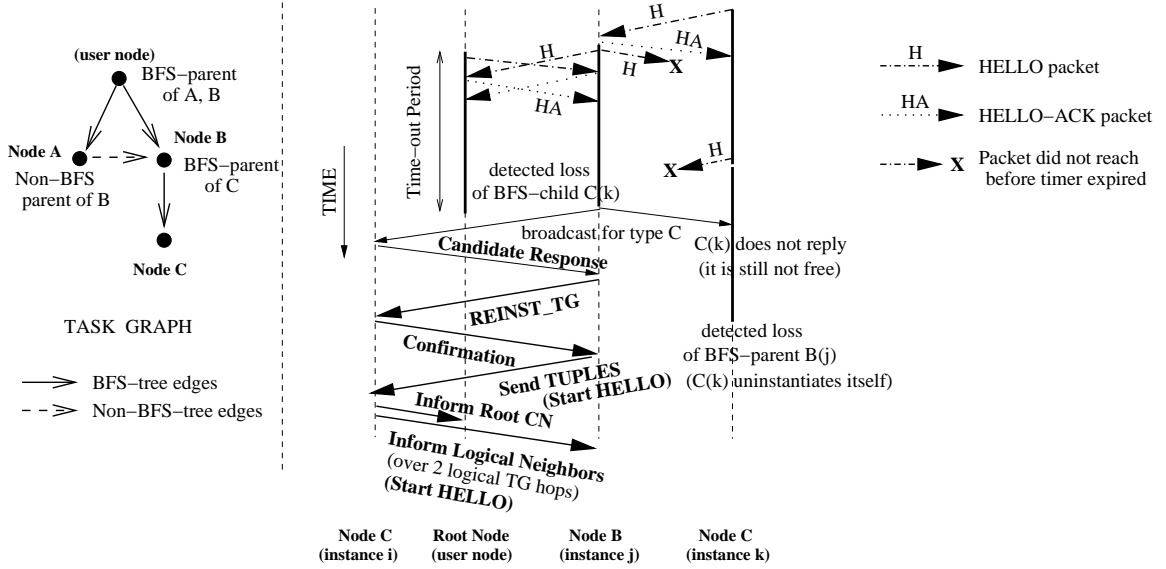 (user node)
BFS−parent
of A, B
Node A
Node B
Non−BFS
parent of B
BFS−parent
of C
Node C
TASK GRAPH
BFS−tree edges
Non−BFS−tree edges
TIME
Time−out Period
H
HA
H
H
X
HA
H
X
detected loss
of BFS−child C(k)
broadcast for type C
Candidate Response
C(k) does not reply
(it is still not free)
REINST_TG
Confirmation
detected loss
of BFS−parent B(j)
(C(k) uninstantiates itself)
Send TUPLES
(Start HELLO)
Inform Root CN
Inform Logical Neighbors
(over 2 logical TG hops)
(Start HELLO)
Node C
(instance i)
Root Node
(user node)
Node B
(instance j)
Node C
(instance k)
H
HELLO packet
HA
HELLO−ACK packet
X
Packet did not reach
before timer expired